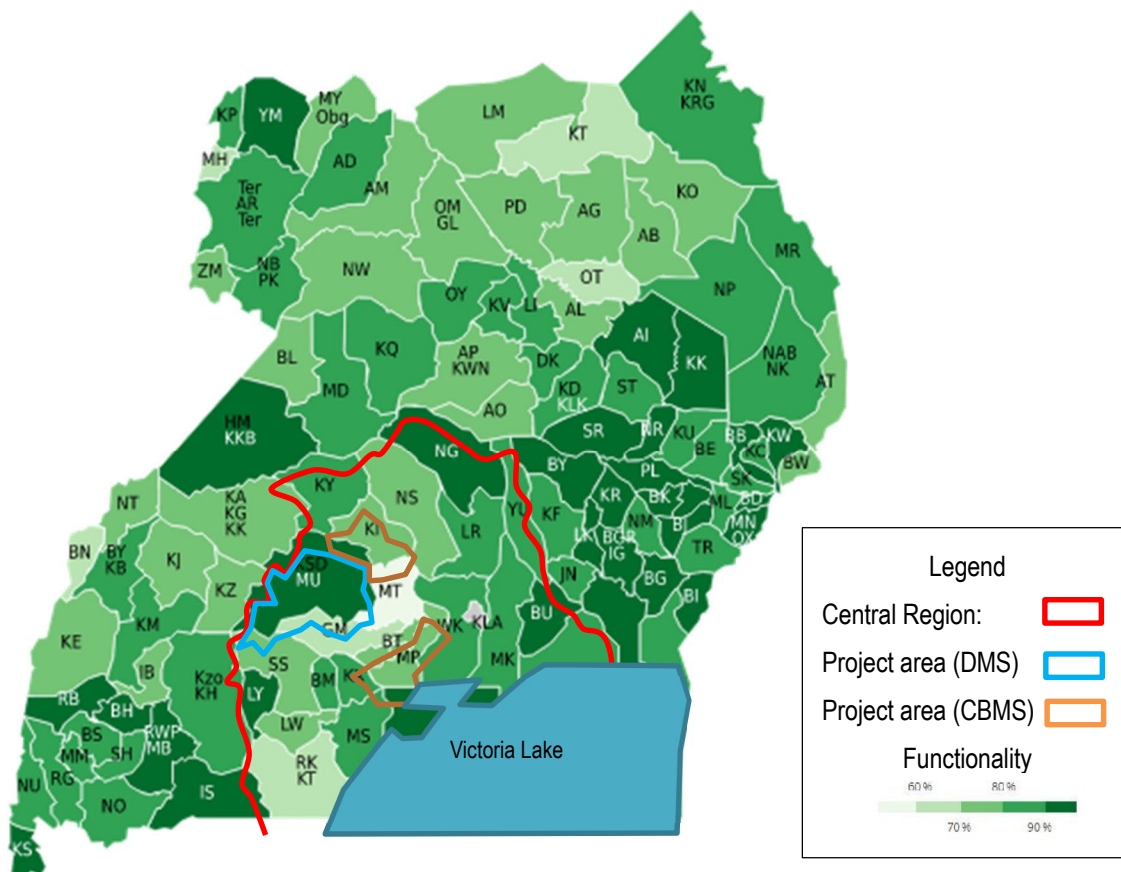 KN
KRG
MY
Obg
KP
YM
LM
KT
MH
AD
Ter
AR
Ter
AM
OM
GL
PD
AG
KO
AB
MR
ZM
NB
PK
NW
OT
NP
OY
KV
LI
AL
AI
KK
NAB
NK
AT
BL
KQ
MD
AP
KWN
DK
KD
KLK
ST
AO
HM
KKB
SR
NR
KU
BE
BB
KW
KC
BW
NG
BY
PL
SK
KY
KA
KG
KK
NS
KR
BK
ML
BD
NT
YU
KF
NM
MN
OX
BJ
KI
LR
LK
BGR
IG
TR
BN
BY
KB
KJ
KSD
MU
JN
BG
KZ
MT
BI
KM
GM
WK
KLA
BU
KE
BT
MP
MK
IB
SS
BM
Kzo
KH
LY
RB
BH
RWP
MB
LW
MS
BS
MM
SH
RK
KT
NU
RG
NO
IS
KS
Victoria Lake
Legend
Central Region:
Project area (DMS)
Project area (CBMS)
Functionality
60 %
80 %
70 %
90 %